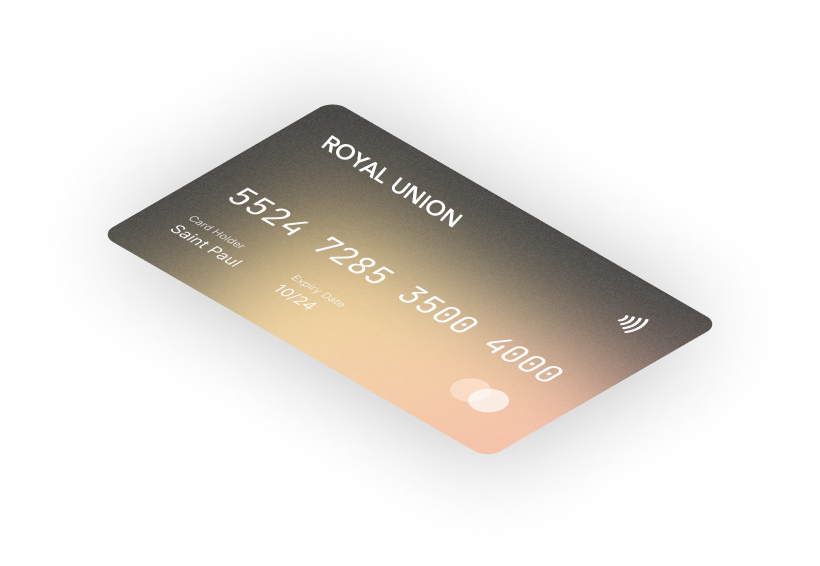 ROYAL UNION
5524 7285 3500 4000
Card Holder
Saint Paul
Expiry Date
10/24